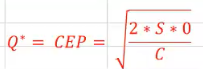 Q* = CEP = √(2 * S * 0 / C)